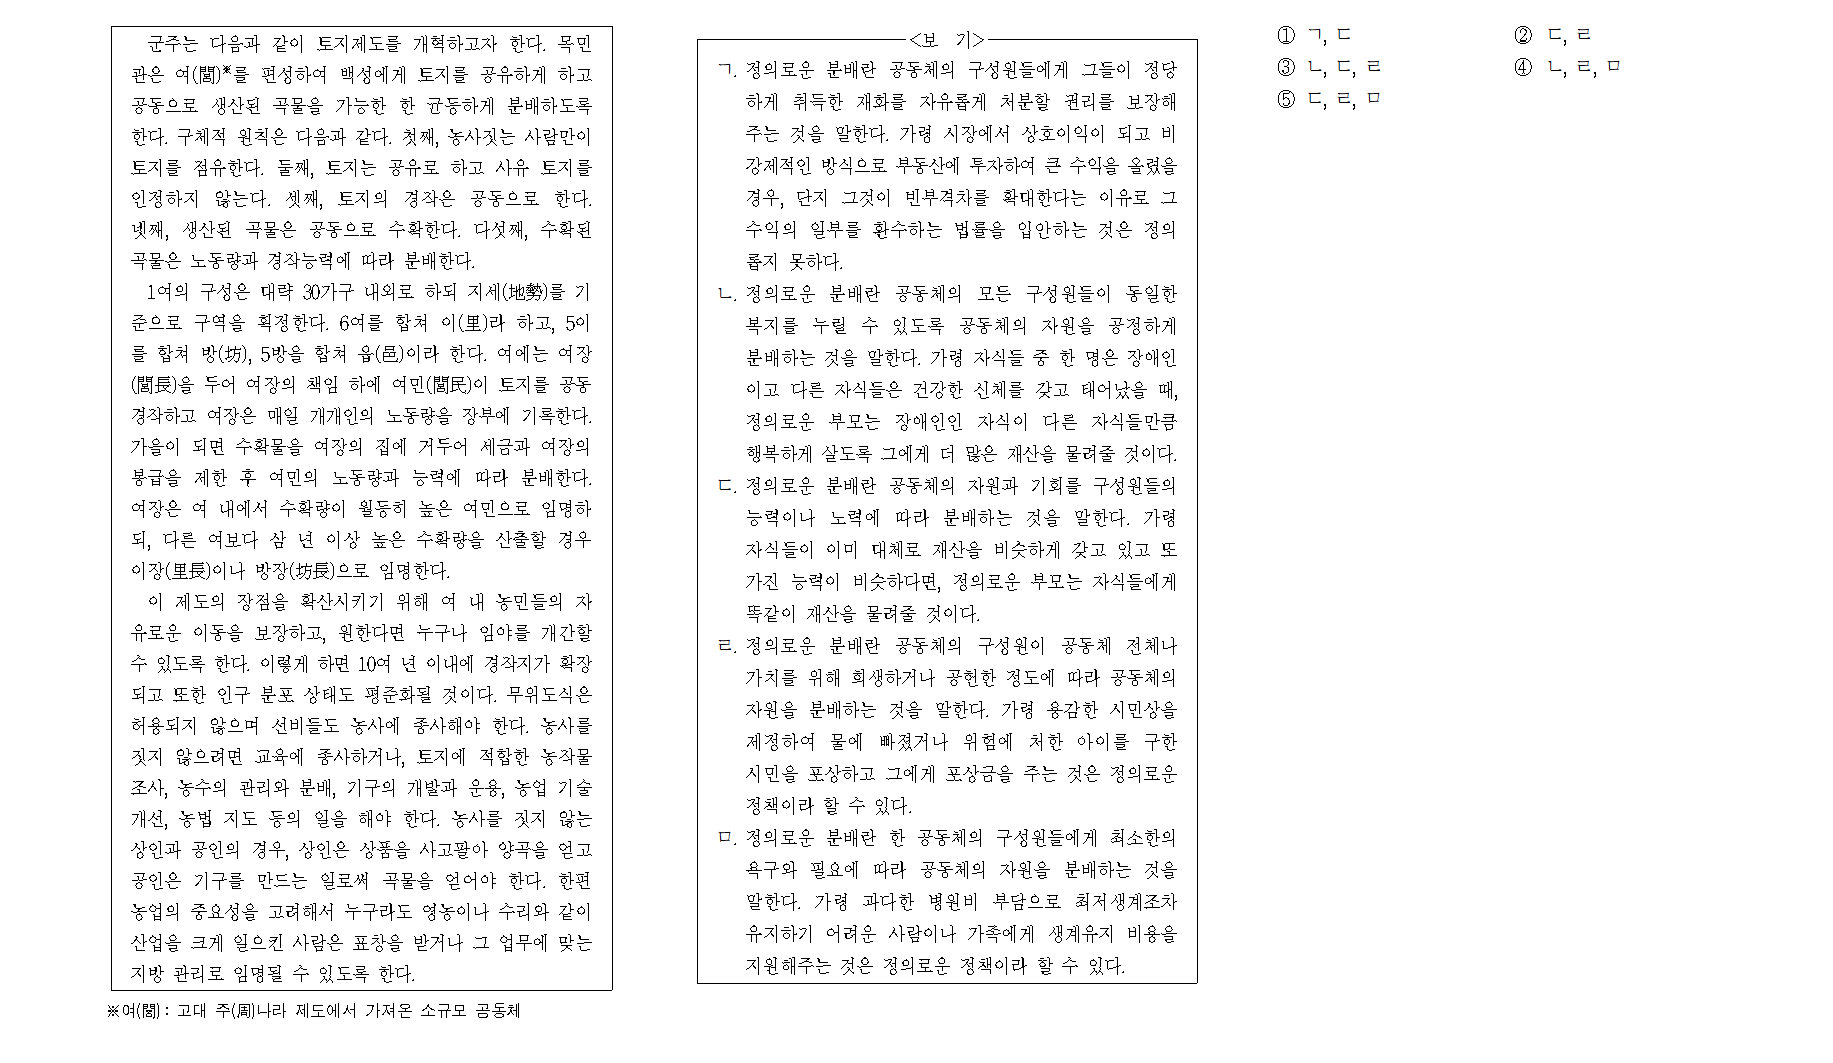 군주는 다음과 같이 토지제도를 개혁하고자 한다. 목민
관은 여(閭)※를 편성하여 백성에게 토지를 공유하게 하고
공동으로 생산된 곡물을 가능한 한 균등하게 분배하도록
한다. 구체적 원칙은 다음과 같다. 첫째, 농사짓는 사람만이
토지를 점유한다. 둘째, 토지는 공유로 하고 사유 토지를
인정하지 않는다. 셋째, 토지의 경작은 공동으로 한다.
넷째, 생산된 곡물은 공동으로 수확한다. 다섯째, 수확된
곡물은 노동량과 경작능력에 따라 분배한다.
1여의 구성은 대략 30가구 내외로 하되 지세(地勢)를 기
준으로 구역을 획정한다. 6여를 합쳐 이(里)라 하고, 5이
를 합쳐 방(坊), 5방을 합쳐 읍(邑)이라 한다. 여에는 여장
(閭長)을 두어 여장의 책임 하에 여민(閭民)이 토지를 공동
경작하고 여장은 매일 개개인의 노동량을 장부에 기록한다.
가을이 되면 수확물을 여장의 집에 거두어 세금과 여장의
봉급을 제한 후 여민의 노동량과 능력에 따라 분배한다.
여장은 여 내에서 수확량이 월등히 높은 여민으로 임명하
되, 다른 여보다 삼 년 이상 높은 수확량을 산출할 경우
이장(里長)이나 방장(坊長)으로 임명한다.
이 제도의 장점을 확산시키기 위해 여 내 농민들의 자
유로운 이동을 보장하고, 원한다면 누구나 임야를 개간할
수 있도록 한다. 이렇게 하면 10여 년 이내에 경작지가 확장
되고 또한 인구 분포 상태도 평준화될 것이다. 무위도식은
허용되지 않으며 선비들도 농사에 종사해야 한다. 농사를
짓지 않으려면 교육에 종사하거나, 토지에 적합한 농작물
조사, 농수의 관리와 분배, 기구의 개발과 운용, 농업 기술
개선, 농법 지도 등의 일을 해야 한다. 농사를 짓지 않는
상인과 공인의 경우, 상인은 상품을 사고팔아 양곡을 얻고
공인은 기구를 만드는 일로써 곡물을 얻어야 한다. 한편
농업의 중요성을 고려해서 누구라도 영농이나 수리와 같이
산업을 크게 일으킨 사람은 표창을 받거나 그 업무에 맞는
지방 관리로 임명될 수 있도록 한다.
※여(閭) : 고대 주(周)나라 제도에서 가져온 소규모 공동체
<보 기>
ㄱ. 정의로운 분배란 공동체의 구성원들에게 그들이 정당
하게 취득한 재화를 자유롭게 처분할 권리를 보장해
주는 것을 말한다. 가령 시장에서 상호이익이 되고 비
강제적인 방식으로 부동산에 투자하여 큰 수익을 올렸을
경우, 단지 그것이 빈부격차를 확대한다는 이유로 그
수익의 일부를 환수하는 법률을 입안하는 것은 정의
롭지 못하다.
ㄴ. 정의로운 분배란 공동체의 모든 구성원들이 동일한
복지를 누릴 수 있도록 공동체의 자원을 공정하게
분배하는 것을 말한다. 가령 자식들 중 한 명은 장애인
이고 다른 자식들은 건강한 신체를 갖고 태어났을 때,
정의로운 부모는 장애인인 자식이 다른 자식들만큼
행복하게 살도록 그에게 더 많은 재산을 물려줄 것이다.
ㄷ. 정의로운 분배란 공동체의 자원과 기회를 구성원들의
능력이나 노력에 따라 분배하는 것을 말한다. 가령
자식들이 이미 대체로 재산을 비슷하게 갖고 있고 또
가진 능력이 비슷하다면, 정의로운 부모는 자식들에게
똑같이 재산을 물려줄 것이다.
ㄹ. 정의로운 분배란 공동체의 구성원이 공동체 전체나
가치를 위해 희생하거나 공헌한 정도에 따라 공동체의
자원을 분배하는 것을 말한다. 가령 용감한 시민상을
제정하여 물에 빠졌거나 위험에 처한 아이를 구한
시민을 포상하고 그에게 포상금을 주는 것은 정의로운
정책이라 할 수 있다.
ㅁ. 정의로운 분배란 한 공동체의 구성원들에게 최소한의
욕구와 필요에 따라 공동체의 자원을 분배하는 것을
말한다. 가령 과다한 병원비 부담으로 최저생계조차
유지하기 어려운 사람이나 가족에게 생계유지 비용을
지원해주는 것은 정의로운 정책이라 할 수 있다.
① ㄱ, ㄷ ② ㄷ, ㄹ
③ ㄴ, ㄷ, ㄹ ④ ㄴ, ㄹ, ㅁ
⑤ ㄷ, ㄹ, ㅁ